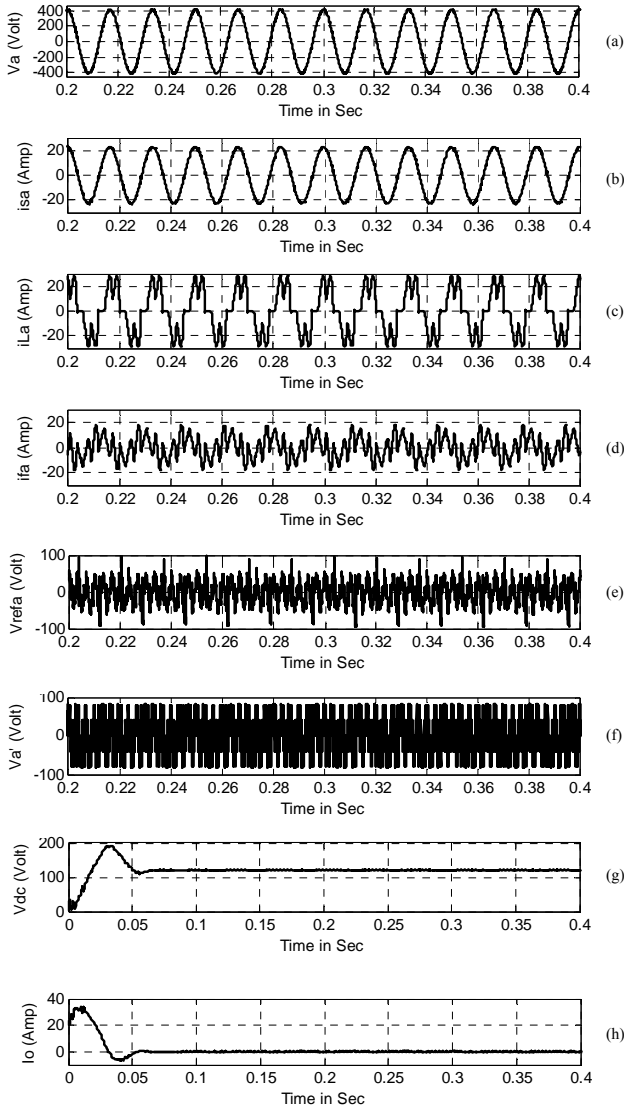 400
200
0
-200
-400
Va (Volt)
0.2 0.22 0.24 0.26 0.28 0.3 0.32 0.34 0.36 0.38 0.4
Time in Sec
(a)
20
0
-20
isa (Amp)
0.2 0.22 0.24 0.26 0.28 0.3 0.32 0.34 0.36 0.38 0.4
Time in Sec
(b)
20
0
-20
iLa (Amp)
0.2 0.22 0.24 0.26 0.28 0.3 0.32 0.34 0.36 0.38 0.4
Time in Sec
(c)
20
0
-20
ifa (Amp)
0.2 0.22 0.24 0.26 0.28 0.3 0.32 0.34 0.36 0.38 0.4
Time in Sec
(d)
100
0
-100
Vrefa (Volt)
0.2 0.22 0.24 0.26 0.28 0.3 0.32 0.34 0.36 0.38 0.4
Time in Sec
(e)
100
0
-100
Va' (Volt)
0.2 0.22 0.24 0.26 0.28 0.3 0.32 0.34 0.36 0.38 0.4
Time in Sec
(f)
200
100
0
Vdc (Volt)
0 0.05 0.1 0.15 0.2 0.25 0.3 0.35 0.4
Time in Sec
(g)
40
20
0
Io (Amp)
0 0.05 0.1 0.15 0.2 0.25 0.3 0.35 0.4
Time in Sec
(h)